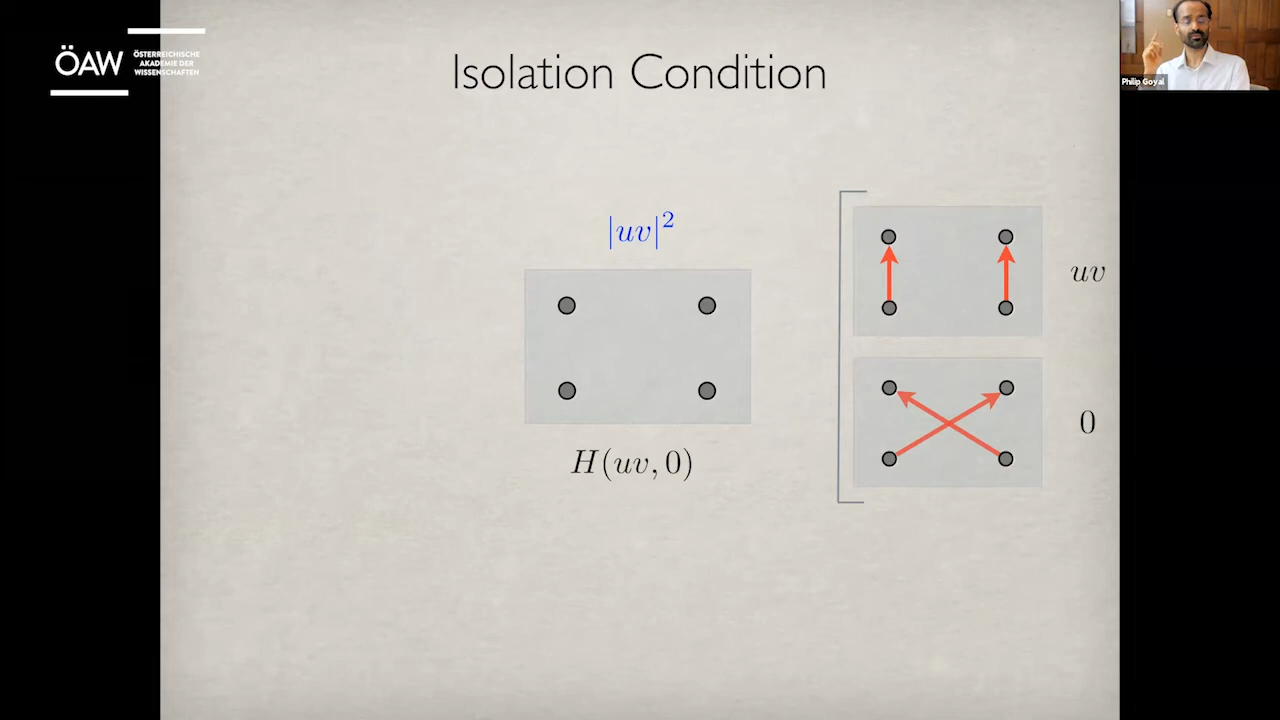 ÖAW
ÖSTERREICHISCHE
AKADEMIE DER
WISSENSCHAFTEN
Isolation Condition
Philip Goyal
|uv|²
uv
0
H(uv, 0)